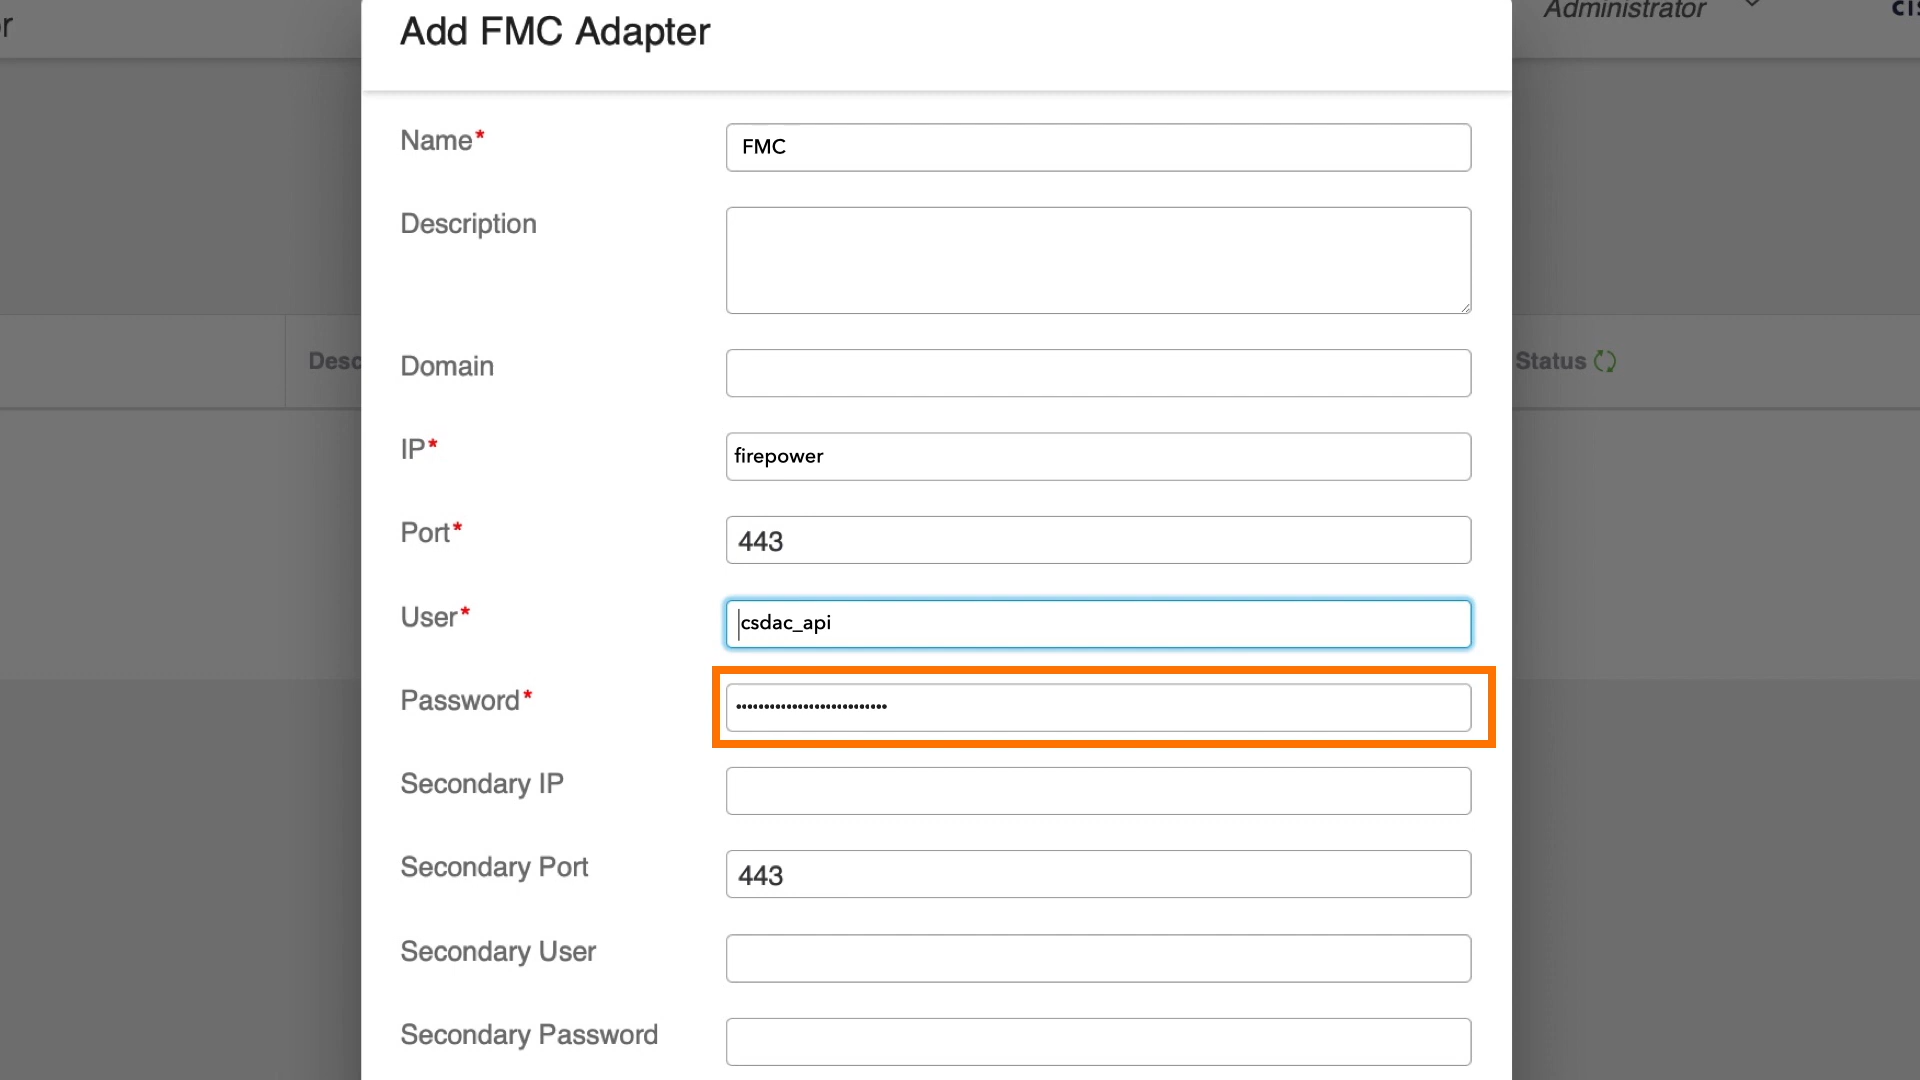 Add FMC Adapter
Administrator
Name*
FMC
Description
Desc
Status
Domain
IP*
firepower
Port*
443
User*
csdac_api
Password*
Secondary IP
Secondary Port
443
Secondary User
Secondary Password